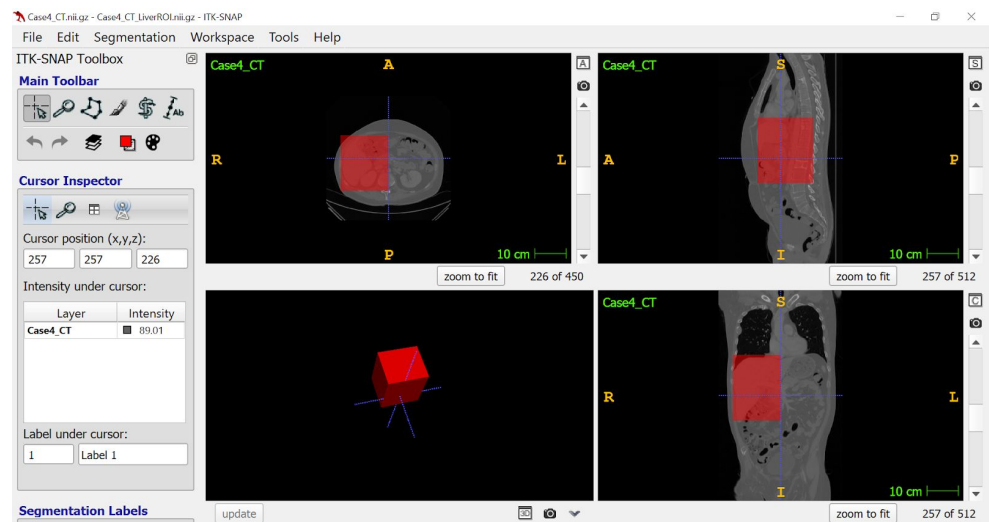 Case4_CT.nii.gz - Case4_CT_LiverROI.nii.gz - ITK-SNAP
File Edit Segmentation Workspace Tools Help
ITK-SNAP Toolbox
Main Toolbar
Ab
Cursor Inspector
Cursor position (x,y,z):
257 257 226
Intensity under cursor:
Layer Intensity
Case4_CT 89.01
Label under cursor:
1 Label 1
Segmentation Labels
Case4_CT
A
A
R
L
P
10 cm
zoom to fit 226 of 450
Case4_CT
S
S
A
P
I
10 cm
zoom to fit 257 of 512
update
3D
Case4_CT
S
C
R
L
I
10 cm
zoom to fit 257 of 512